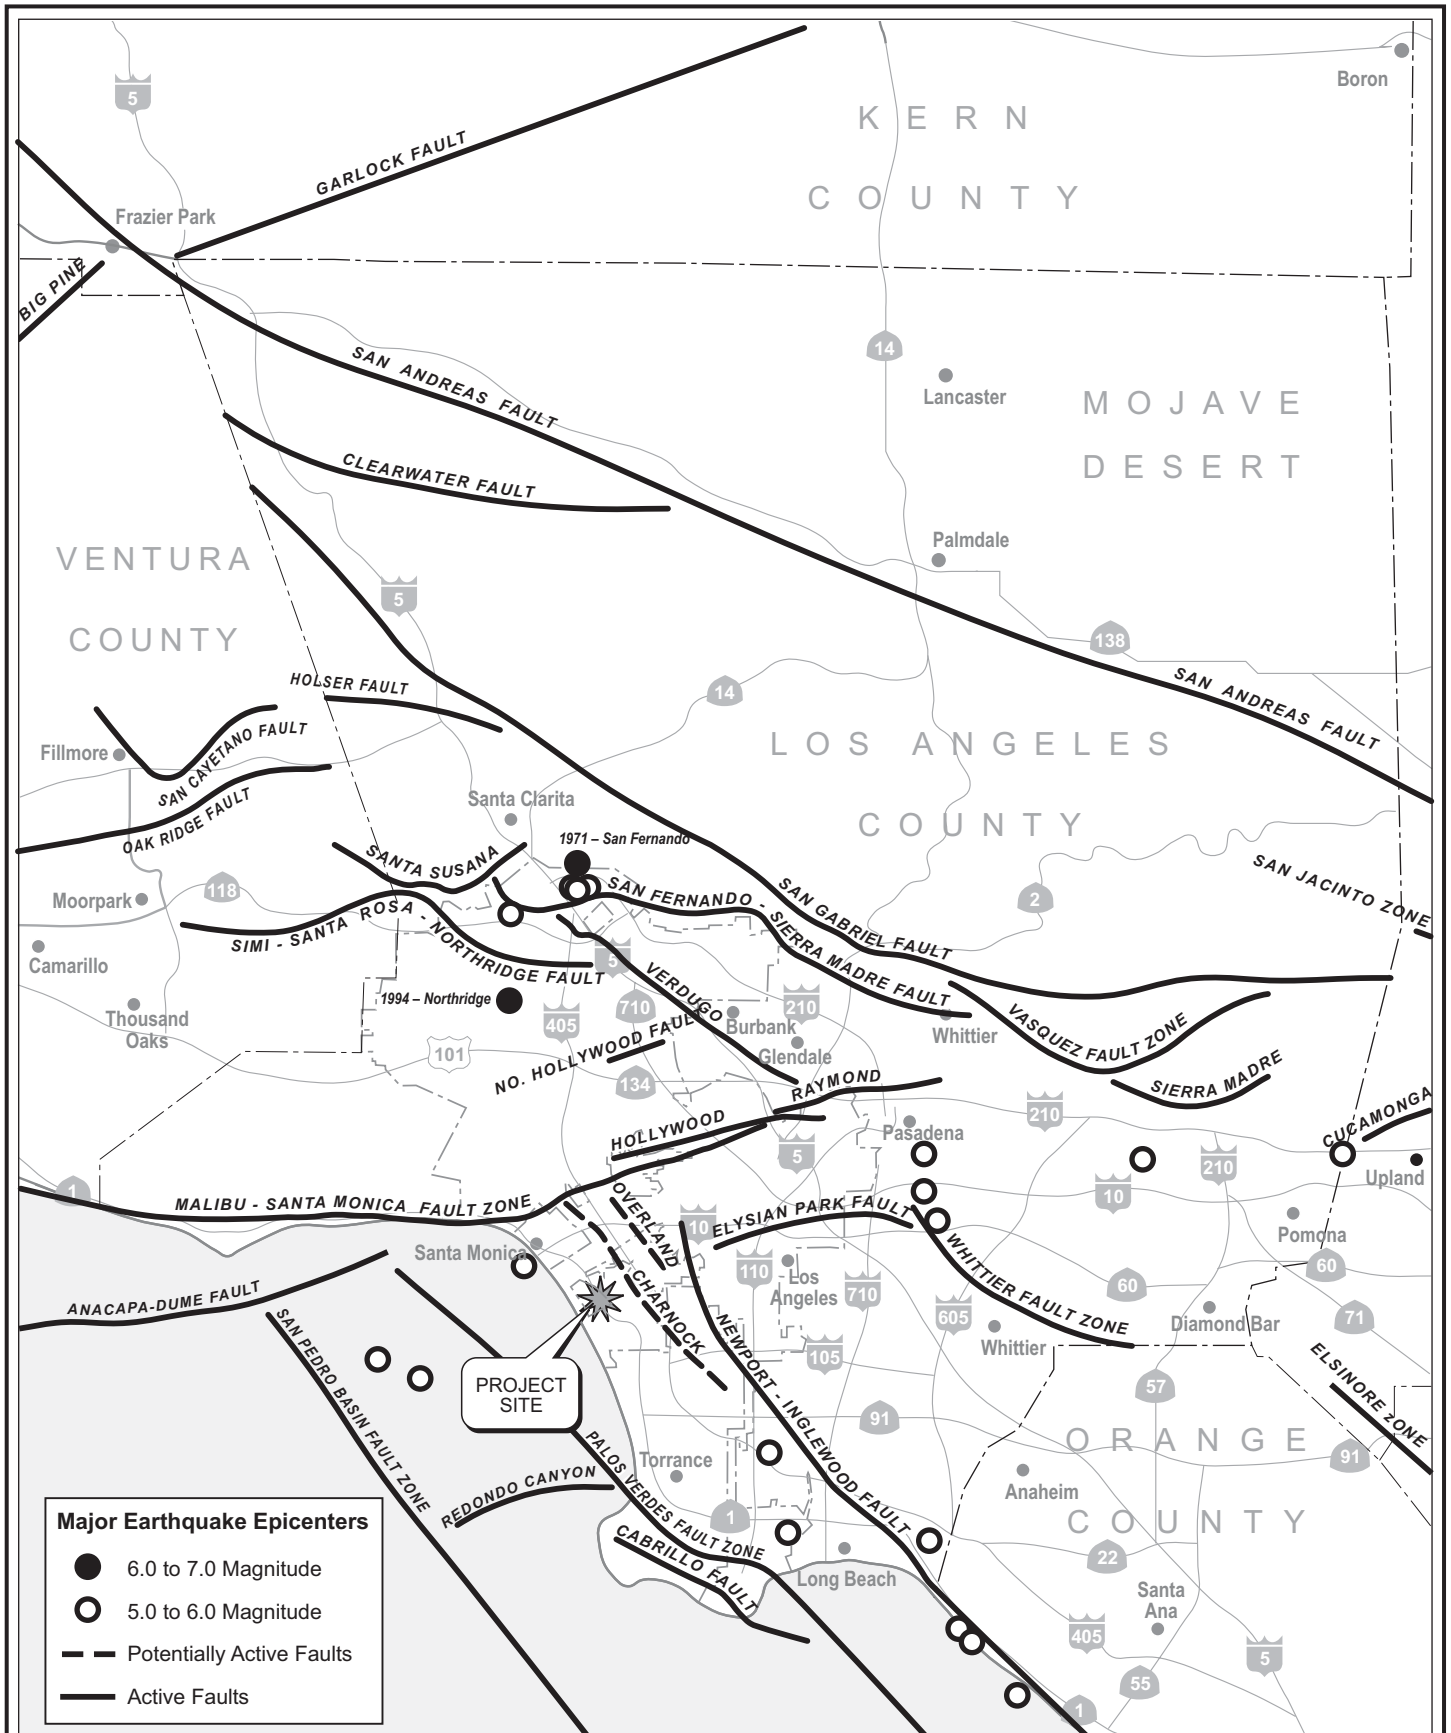 5
Boron
KERN
COUNTY
GARLOCK FAULT
Frazier Park
BIG PINE
SAN ANDREAS FAULT
14
Lancaster
MOJAVE
DESERT
CLEARWATER FAULT
VENTURA
COUNTY
Palmdale
5
138
HOLSER FAULT
14
SAN ANDREAS FAULT
SAN CAYETANO FAULT
Fillmore
LOS ANGELES
COUNTY
OAK RIDGE FAULT
Santa Clarita
1971 – San Fernando
SANTA SUSANA
118
Moorpark
SAN FERNANDO - SIERRA MADRE FAULT
SAN GABRIEL FAULT
2
SAN JACINTO ZONE
SIMI - SANTA ROSA - NORTHRIDGE FAULT
Camarillo
5
VERDUGO
1994 – Northridge
Thousand
Oaks
405
710
Burbank
210
Whittier
VASQUEZ FAULT ZONE
NO. HOLLYWOOD FAULT
101
Glendale
134
RAYMOND
SIERRA MADRE
210
CUCAMONGA
HOLLYWOOD
Pasadena
5
210
Upland
1
10
MALIBU - SANTA MONICA FAULT ZONE
OVERLAND
10
ELYSIAN PARK FAULT
Pomona
Santa Monica
CHARNOCK
110
Los
Angeles
710
WHITTIER FAULT ZONE
60
60
ANACAPA-DUME FAULT
605
Whittier
Diamond Bar
71
SAN PEDRO BASIN FAULT ZONE
NEWPORT - INGLEWOOD FAULT
105
ELSINORE ZONE
PROJECT
SITE
57
91
ORANGE
COUNTY
91
Torrance
PALOS VERDES FAULT ZONE
REDONDO CANYON
Anaheim
1
CABRILLO FAULT
22
Long Beach
Santa
Ana
405
5
55
1
Major Earthquake Epicenters
6.0 to 7.0 Magnitude
5.0 to 6.0 Magnitude
Potentially Active Faults
Active Faults